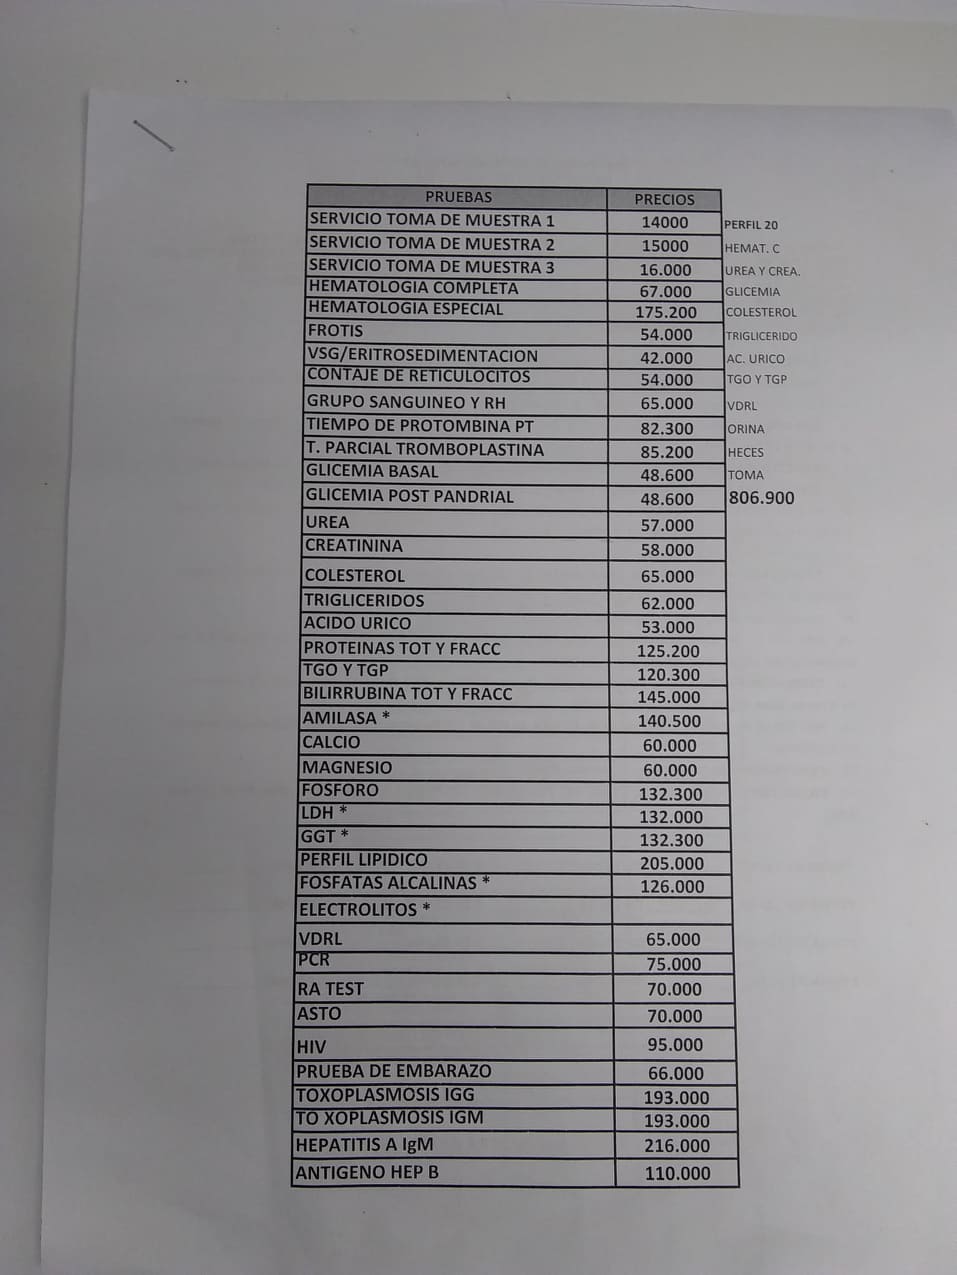 PRUEBAS PRECIOS
SERVICIO TOMA DE MUESTRA 1 14000 PERFIL 20
SERVICIO TOMA DE MUESTRA 2 15000 HEMAT. C
SERVICIO TOMA DE MUESTRA 3 16.000 UREA Y CREA.
HEMATOLOGIA COMPLETA 67.000 GLICEMIA
HEMATOLOGIA ESPECIAL 175.200 COLESTEROL
FROTIS 54.000 TRIGLICERIDO
VSG/ERITROSEDIMENTACION 42.000 AC. URICO
CONTAJE DE RETICULOCITOS 54.000 TGO Y TGP
GRUPO SANGUINEO Y RH 65.000 VDRL
TIEMPO DE PROTOMBINA PT 82.300 ORINA
T. PARCIAL TROMBOPLASTINA 85.200 HECES
GLICEMIA BASAL 48.600 TOMA
GLICEMIA POST PANDRIAL 48.600 806.900
UREA 57.000
CREATININA 58.000
COLESTEROL 65.000
TRIGLICERIDOS 62.000
ACIDO URICO 53.000
PROTEINAS TOT Y FRACC 125.200
TGO Y TGP 120.300
BILIRRUBINA TOT Y FRACC 145.000
AMILASA * 140.500
CALCIO 60.000
MAGNESIO 60.000
FOSFORO 132.300
LDH * 132.000
GGT * 132.300
PERFIL LIPIDICO 205.000
FOSFATAS ALCALINAS * 126.000
ELECTROLITOS *
VDRL 65.000
PCR 75.000
RA TEST 70.000
ASTO 70.000
HIV 95.000
PRUEBA DE EMBARAZO 66.000
TOXOPLASMOSIS IGG 193.000
TO XOPLASMOSIS IGM 193.000
HEPATITIS A IgM 216.000
ANTIGENO HEP B 110.000